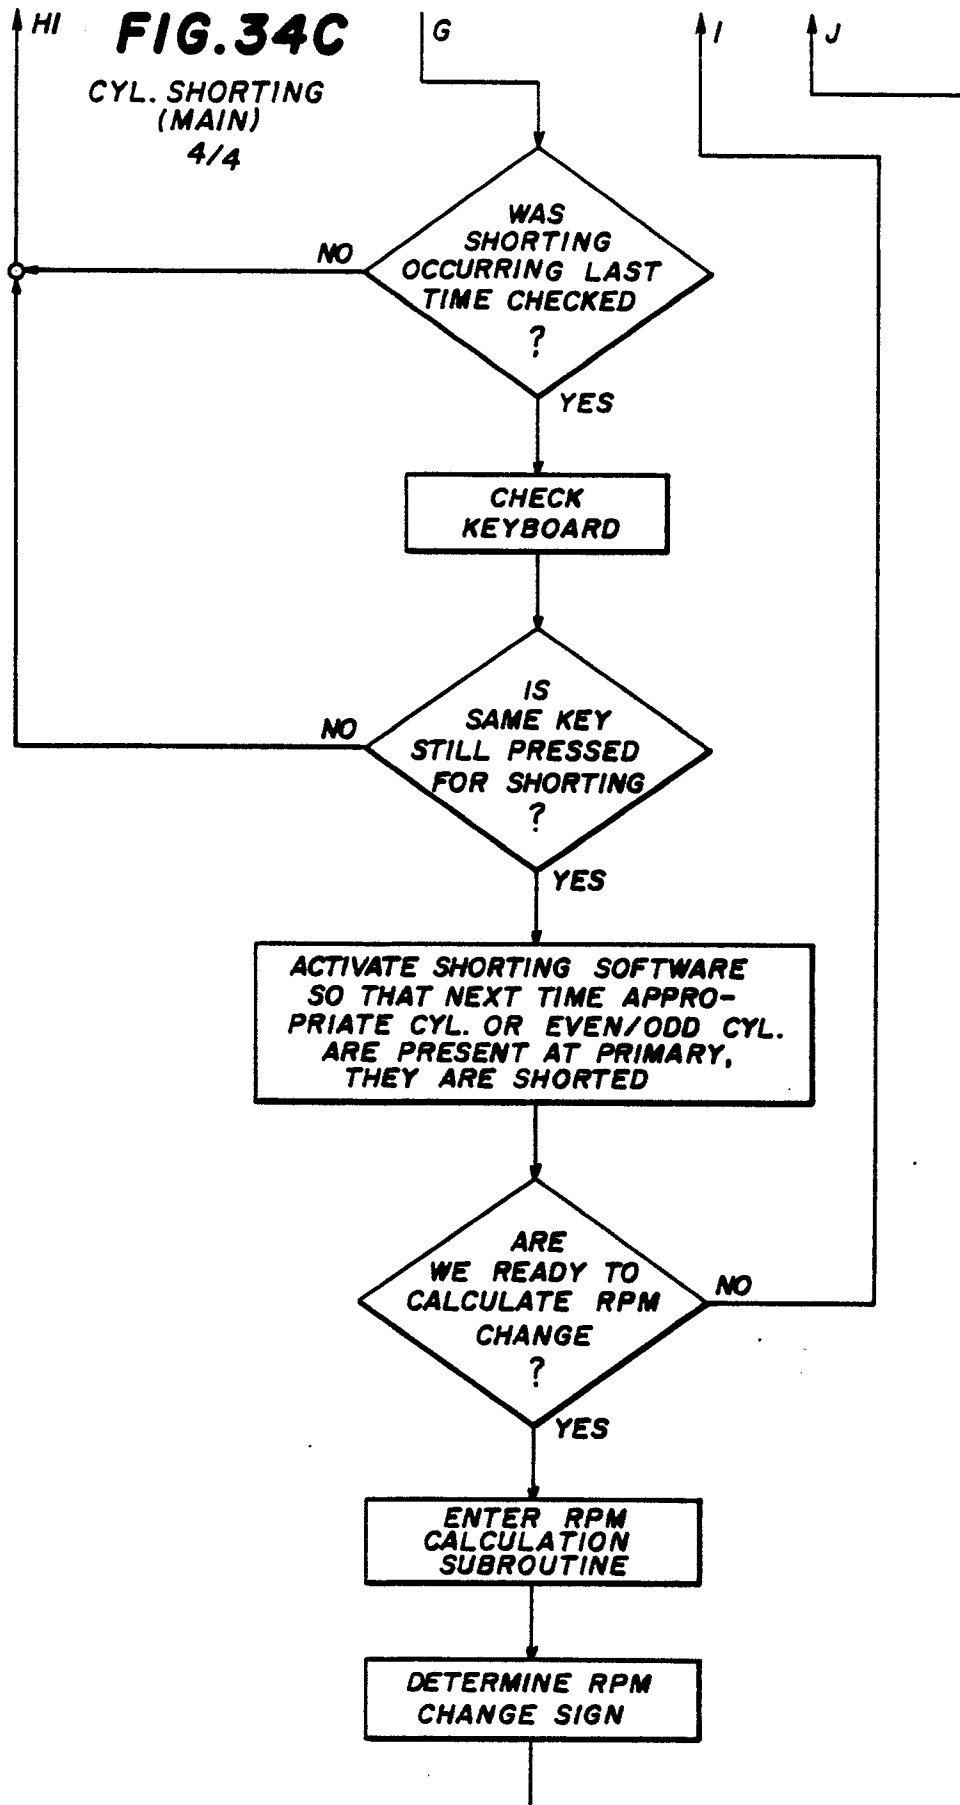 HI
FIG.34C
G
I
J
CYL. SHORTING
(MAIN)
4/4
WAS
SHORTING
OCCURRING LAST
TIME CHECKED
?
NO
YES
CHECK
KEYBOARD
IS
SAME KEY
STILL PRESSED
FOR SHORTING
?
NO
YES
ACTIVATE SHORTING SOFTWARE
SO THAT NEXT TIME APPRO-
PRIATE CYL. OR EVEN/ODD CYL.
ARE PRESENT AT PRIMARY,
THEY ARE SHORTED
ARE
WE READY TO
CALCULATE RPM
CHANGE
?
NO
YES
ENTER RPM
CALCULATION
SUBROUTINE
DETERMINE RPM
CHANGE SIGN